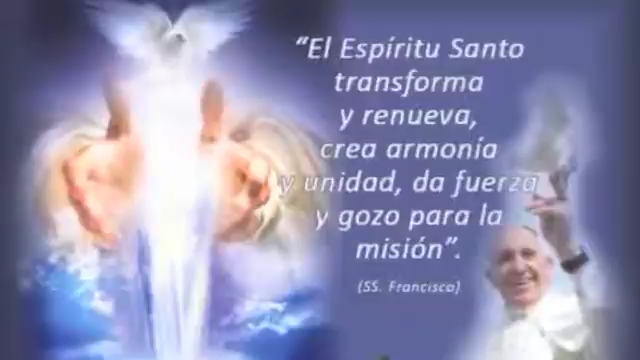 “El Espíritu Santo
transforma
y renueva,
crea armonía
y unidad, da fuerza
y gozo para la
misión”.
(SS. Francisco)